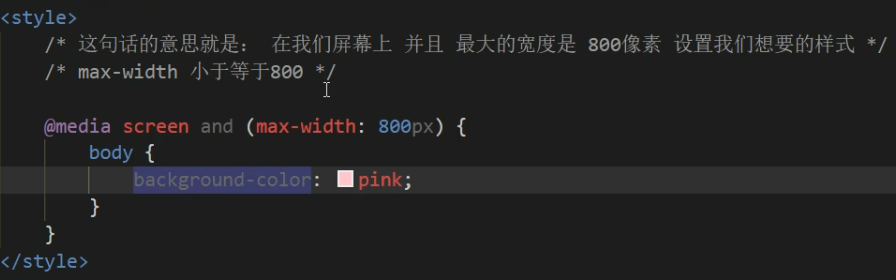 <style>
/* 这句话的意思就是： 在我们屏幕上 并且 最大的宽度是 800像素 设置我们想要的样式 */
/* max-width 小于等于800 */
@media screen and (max-width: 800px) {
body {
background-color: pink;
}
}
</style>